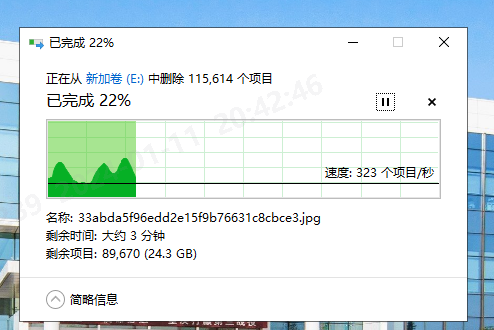 已完成 22%
正在从 新加卷 (E:) 中删除 115,614 个项目
已完成 22%
速度: 323 个项目/秒
名称: 33abda5f96edd2e15f9b76631c8cbce3.jpg
剩余时间: 大约 3 分钟
剩余项目: 89,670 (24.3 GB)
简略信息